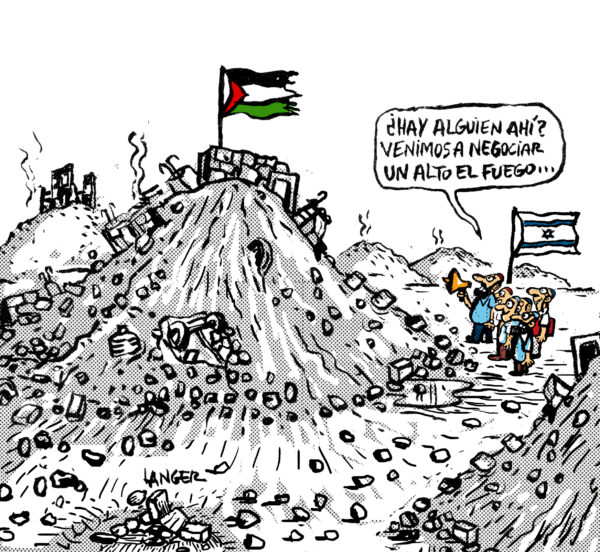 ¿HAY ALGUIEN AHÍ?
VENIMOS A NEGOCIAR
UN ALTO EL FUEGO...
LANGER